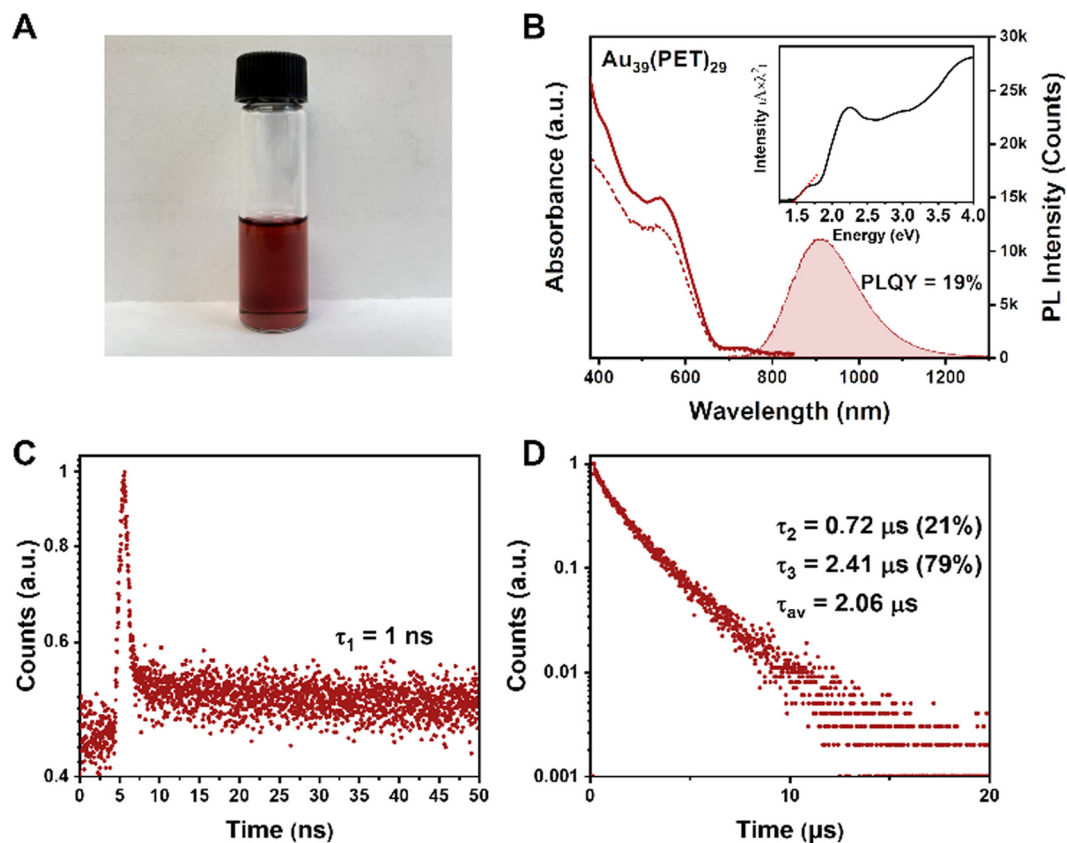 A
B
Au₃₉(PET)₂₉
Absorbance (a.u.)
PL Intensity (Counts)
30k
25k
20k
15k
10k
5k
0
Intensity (A×λ²)
1.5 2.0 2.5 3.0 3.5 4.0
Energy (eV)
PLQY = 19%
400 600 800 1000 1200
Wavelength (nm)
C
Counts (a.u.)
1
0.8
0.6
0.4
τ₁ = 1 ns
0 5 10 15 20 25 30 35 40 45 50
Time (ns)
D
Counts (a.u.)
1
0.1
0.01
0.001
τ₂ = 0.72 μs (21%)
τ₃ = 2.41 μs (79%)
τav = 2.06 μs
0 10 20
Time (μs)